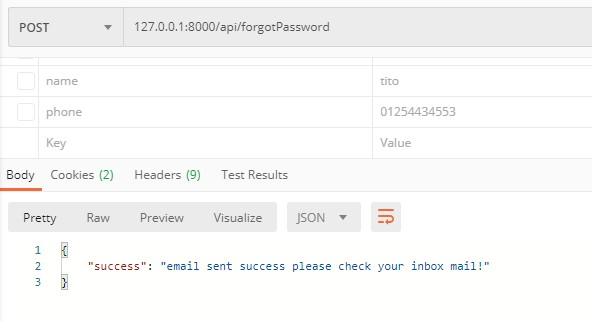 POST 127.0.0.1:8000/api/forgotPassword
name tito
phone 01254434553
Key Value
Body Cookies (2) Headers (9) Test Results
Pretty Raw Preview Visualize JSON
1 {
2 "success": "email sent success please check your inbox mail!"
3 }